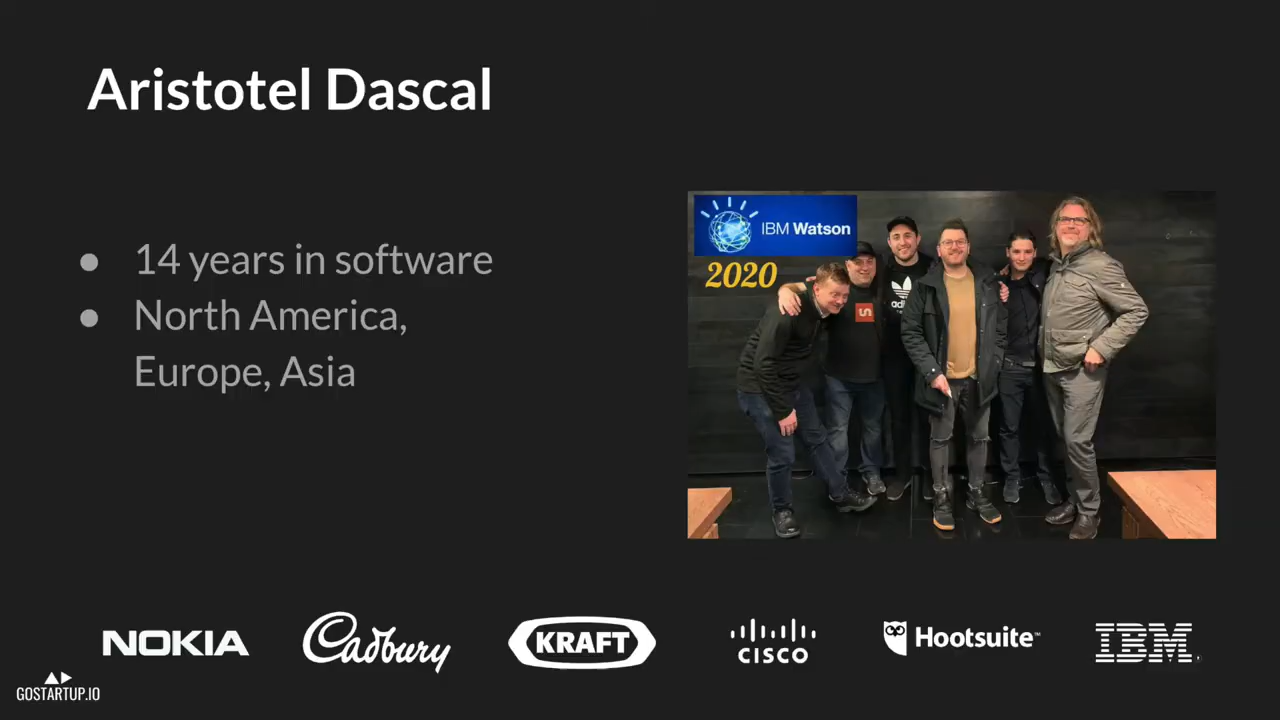 Aristotel Dascal
● 14 years in software
● North America,
Europe, Asia
IBM Watson
2020
NOKIA
Cadbury
KRAFT
CISCO
Hootsuite™
IBM
GOSTARTUP.IO